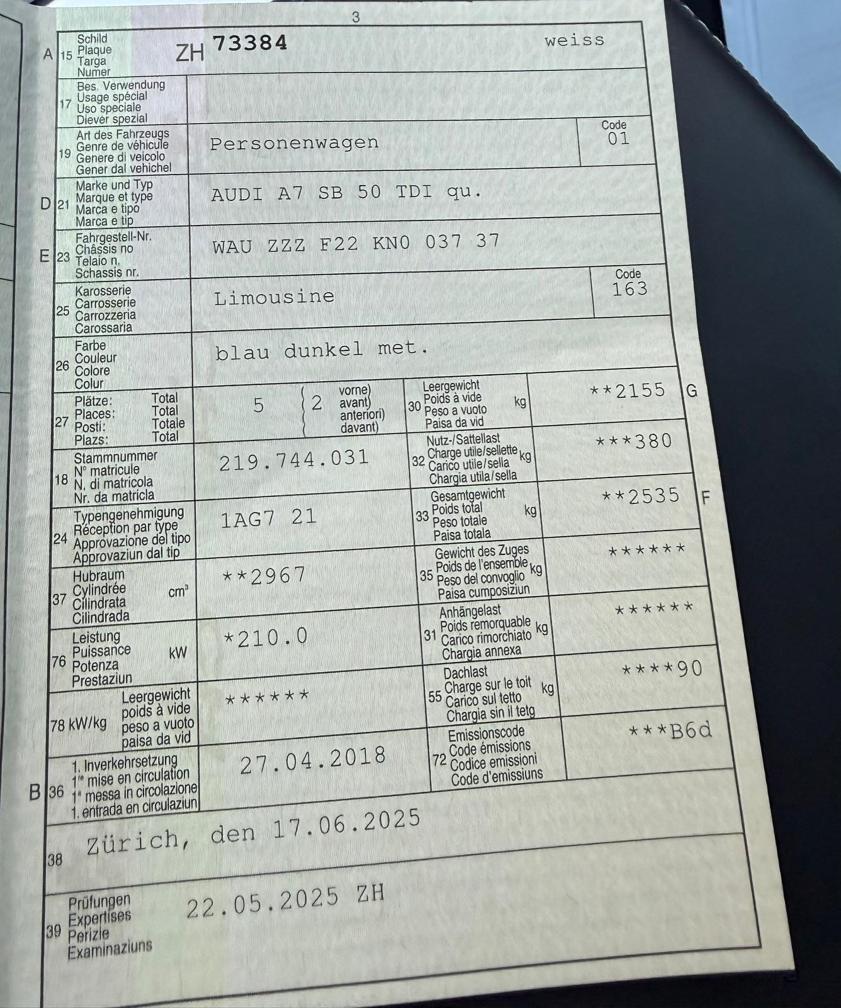 3
A 15 Schild
Plaque
Targa
Numer
ZH 73384 weiss
17 Bes. Verwendung
Usage spécial
Uso speciale
Diever spezial
19 Art des Fahrzeugs
Genre de véhicule
Genere di veicolo
Gener dal vehichel
Personenwagen
Code
01
D 21 Marke und Typ
Marque et type
Marca e tipo
Marca e tip
AUDI A7 SB 50 TDI qu.
E 23 Fahrgestell-Nr.
Châssis no
Telaio n.
Schassis nr.
WAU ZZZ F22 KN0 037 37
25 Karosserie
Carrosserie
Carrozzeria
Carossaria
Limousine
Code
163
26 Farbe
Couleur
Colore
Colur
blau dunkel met.
27 Plätze: Total
Places: Total
Posti: Totale
Plazs: Total
5 2 vorne)
avant)
anteriori)
davant)
30 Leergewicht
Poids à vide
Peso a vuoto
Paisa da vid
kg
**2155 G
18 Stammnummer
N° matricule
N. di matricola
Nr. da matricla
219.744.031
32 Nutz-/Sattellast
Charge utile/sellette
Carico utile/sella
Chargia utila/sella
kg
***380
24 Typengenehmigung
Réception par type
Approvazione del tipo
Approvaziun dal tip
1AG7 21
33 Gesamtgewicht
Poids total
Peso totale
Paisa totala
kg
**2535 F
37 Hubraum
Cylindrée
Cilindrata
Cilindrada
cm³
**2967
35 Gewicht des Zuges
Poids de l'ensemble
Peso del convoglio
Paisa cumposiziun
kg
******
76 Leistung
Puissance
Potenza
Prestaziun
kW
*210.0
31 Anhängelast
Poids remorquable
Carico rimorchiato
Chargia annexa
kg
******
78 kW/kg Leergewicht
poids à vide
peso a vuoto
paisa da vid
******
55 Dachlast
Charge sur le toit
Carico sul tetto
Chargia sin il tetg
kg
****90
B 36 1. Inverkehrsetzung
1re mise en circulation
1a messa in circolazione
1. entrada en circulaziun
27.04.2018
72 Emissionscode
Code émissions
Codice emissioni
Code d'emissiuns
***B6d
38 Zürich, den 17.06.2025
39 Prüfungen
Expertises
Perizie
Examinaziuns
22.05.2025 ZH